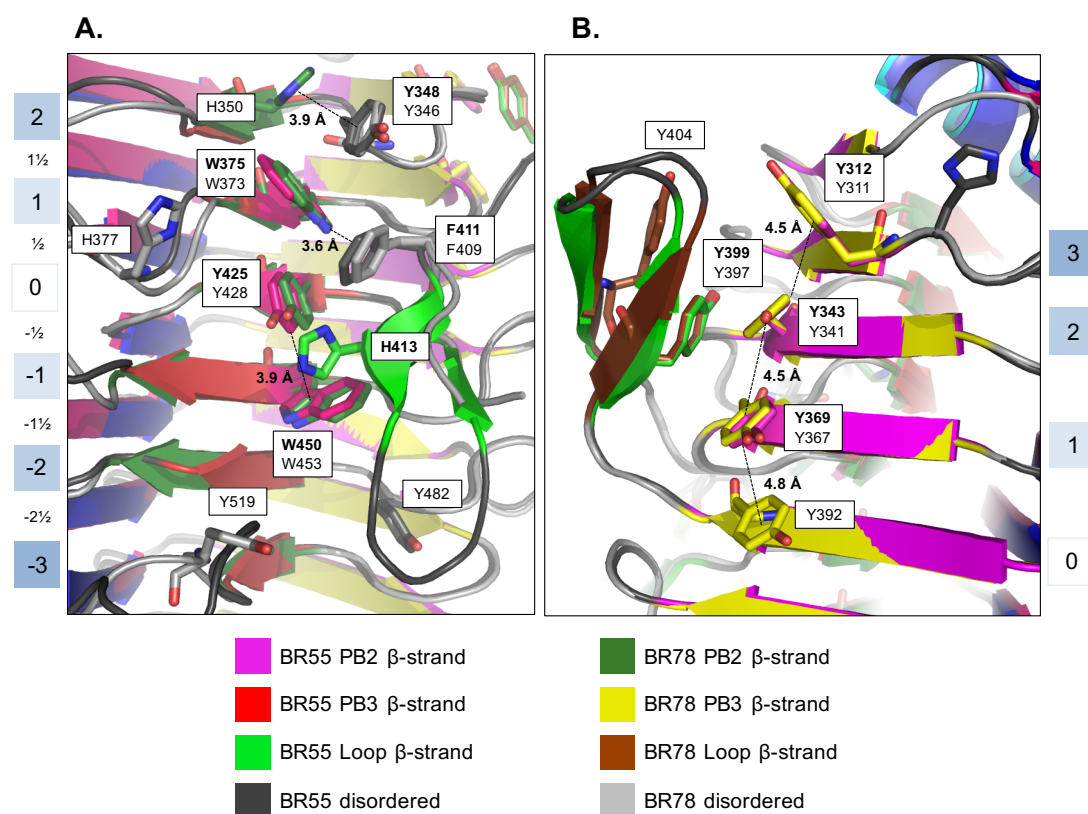 A.
B.
2
1½
1
½
0
-½
-1
-1½
-2
-2½
-3
H350
3.9 Å
Y348
Y346
W375
W373
H377
3.6 Å
F411
F409
Y425
Y428
H413
3.9 Å
W450
W453
Y482
Y519
Y404
Y312
Y311
4.5 Å
Y399
Y397
Y343
Y341
4.5 Å
Y369
Y367
4.8 Å
Y392
3
2
1
0
BR55 PB2 β-strand
BR55 PB3 β-strand
BR55 Loop β-strand
BR55 disordered
BR78 PB2 β-strand
BR78 PB3 β-strand
BR78 Loop β-strand
BR78 disordered